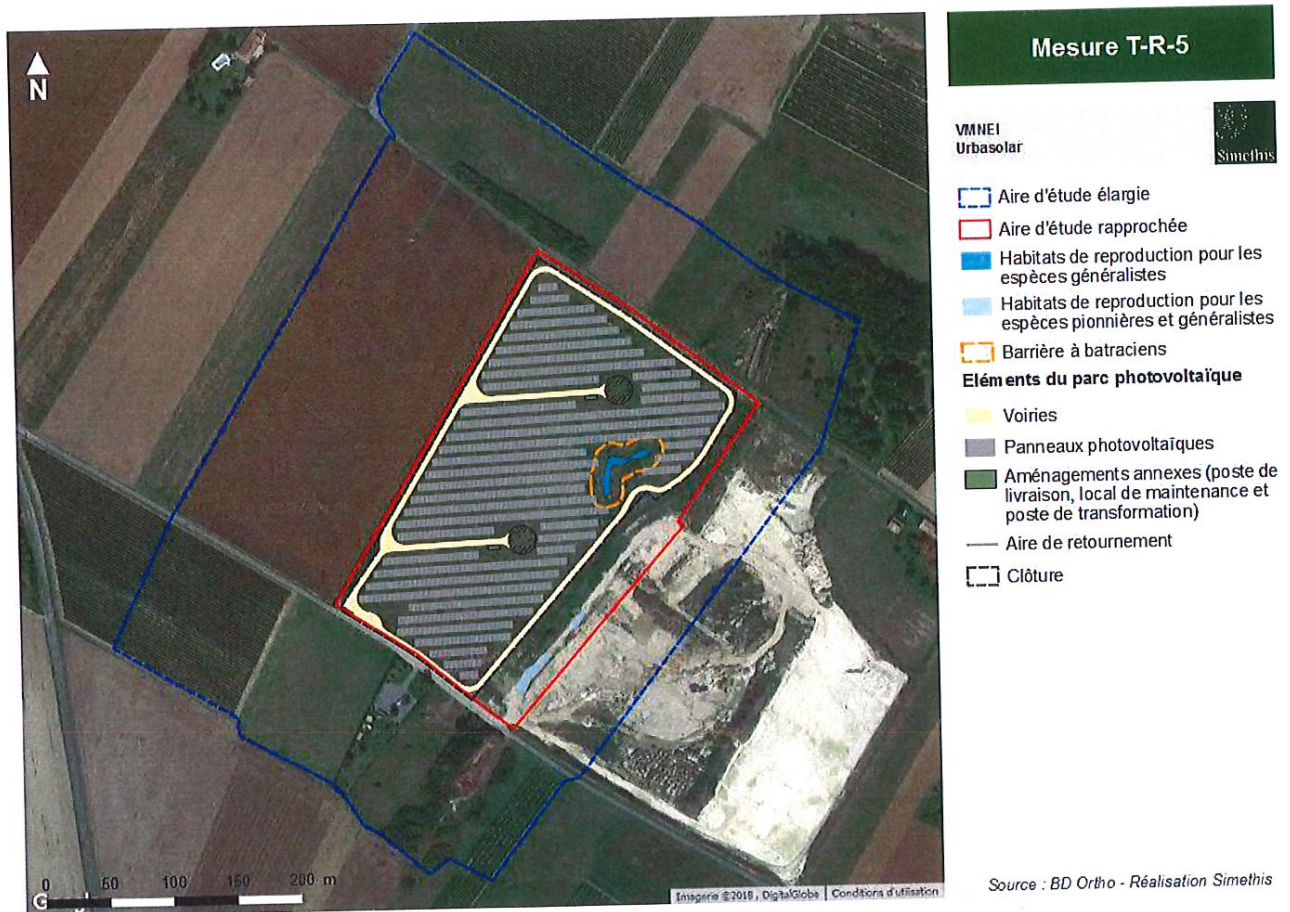 Mesure T-R-5
VMNEI
Urbasolar
Simethis
Aire d'étude élargie
Aire d'étude rapprochée
Habitats de reproduction pour les
espèces généralistes
Habitats de reproduction pour les
espèces pionnières et généralistes
Barrière à batraciens
Eléments du parc photovoltaïque
Voiries
Panneaux photovoltaïques
Aménagements annexes (poste de
livraison, local de maintenance et
poste de transformation)
Aire de retournement
Clôture
N
0 50 100 150 200 m
Imagerie ©2018, DigitalGlobe Conditions d'utilisation
Source : BD Ortho - Réalisation Simethis